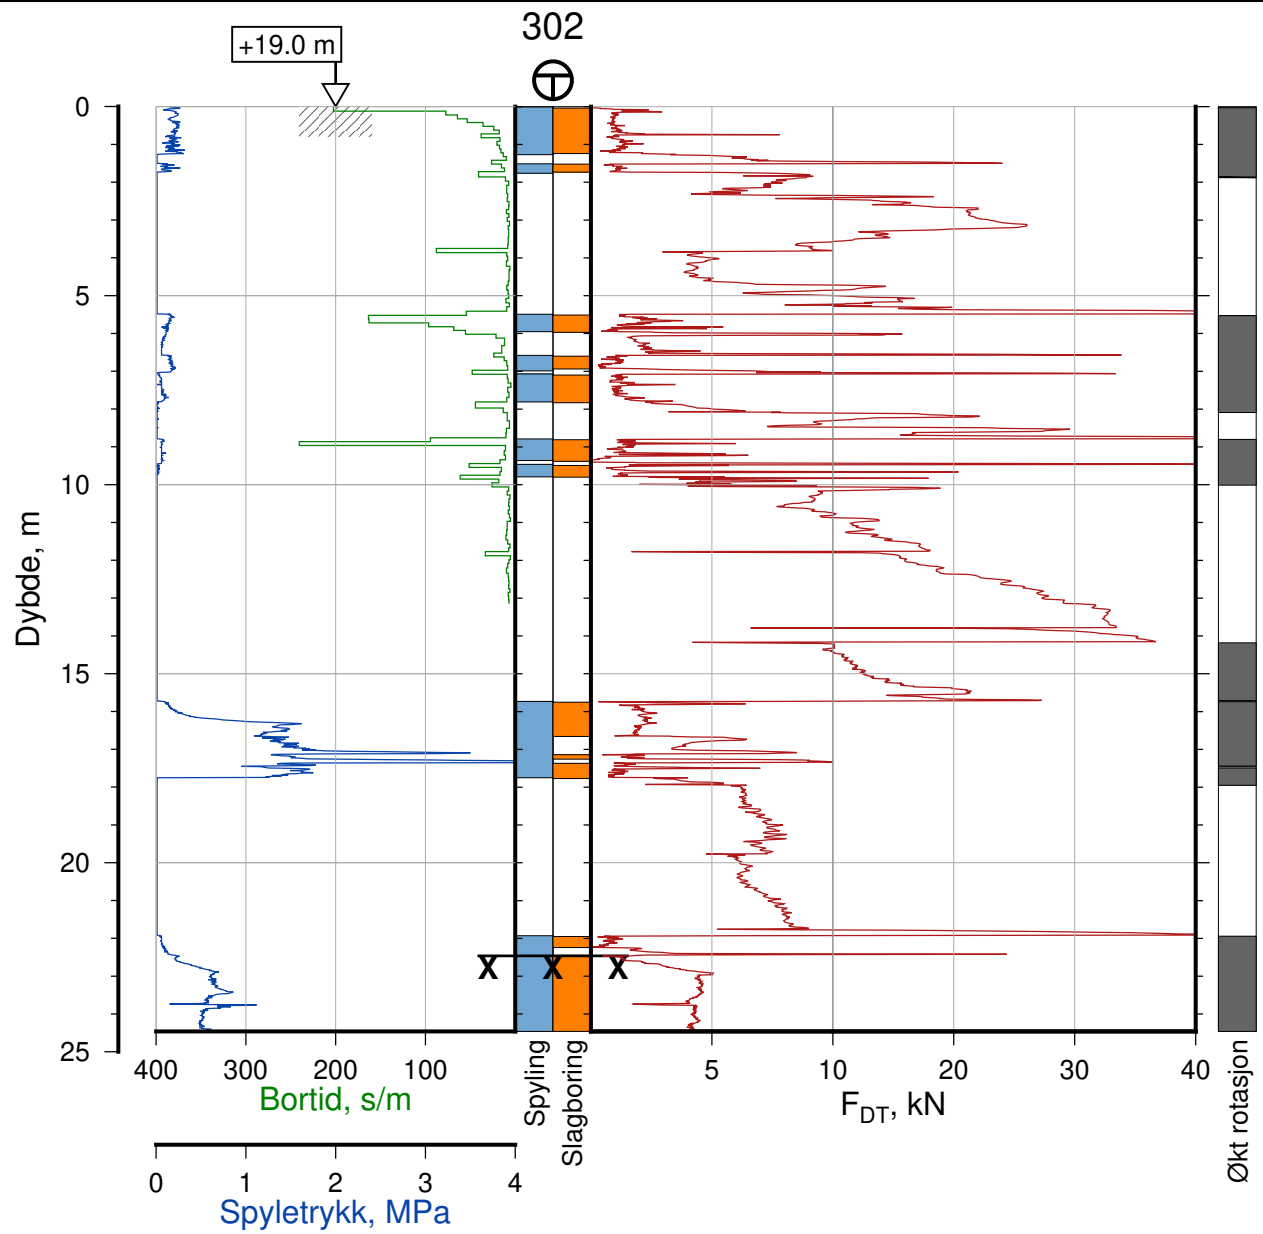 302
+19.0 m
0
5
10
15
20
25
Dybde, m
400 300 200 100
Bortid, s/m
0 1 2 3 4
Spyletrykk, MPa
Spyling
Slagboring
X X X
5 10 20 30 40
F_DT, kN
Økt rotasjon